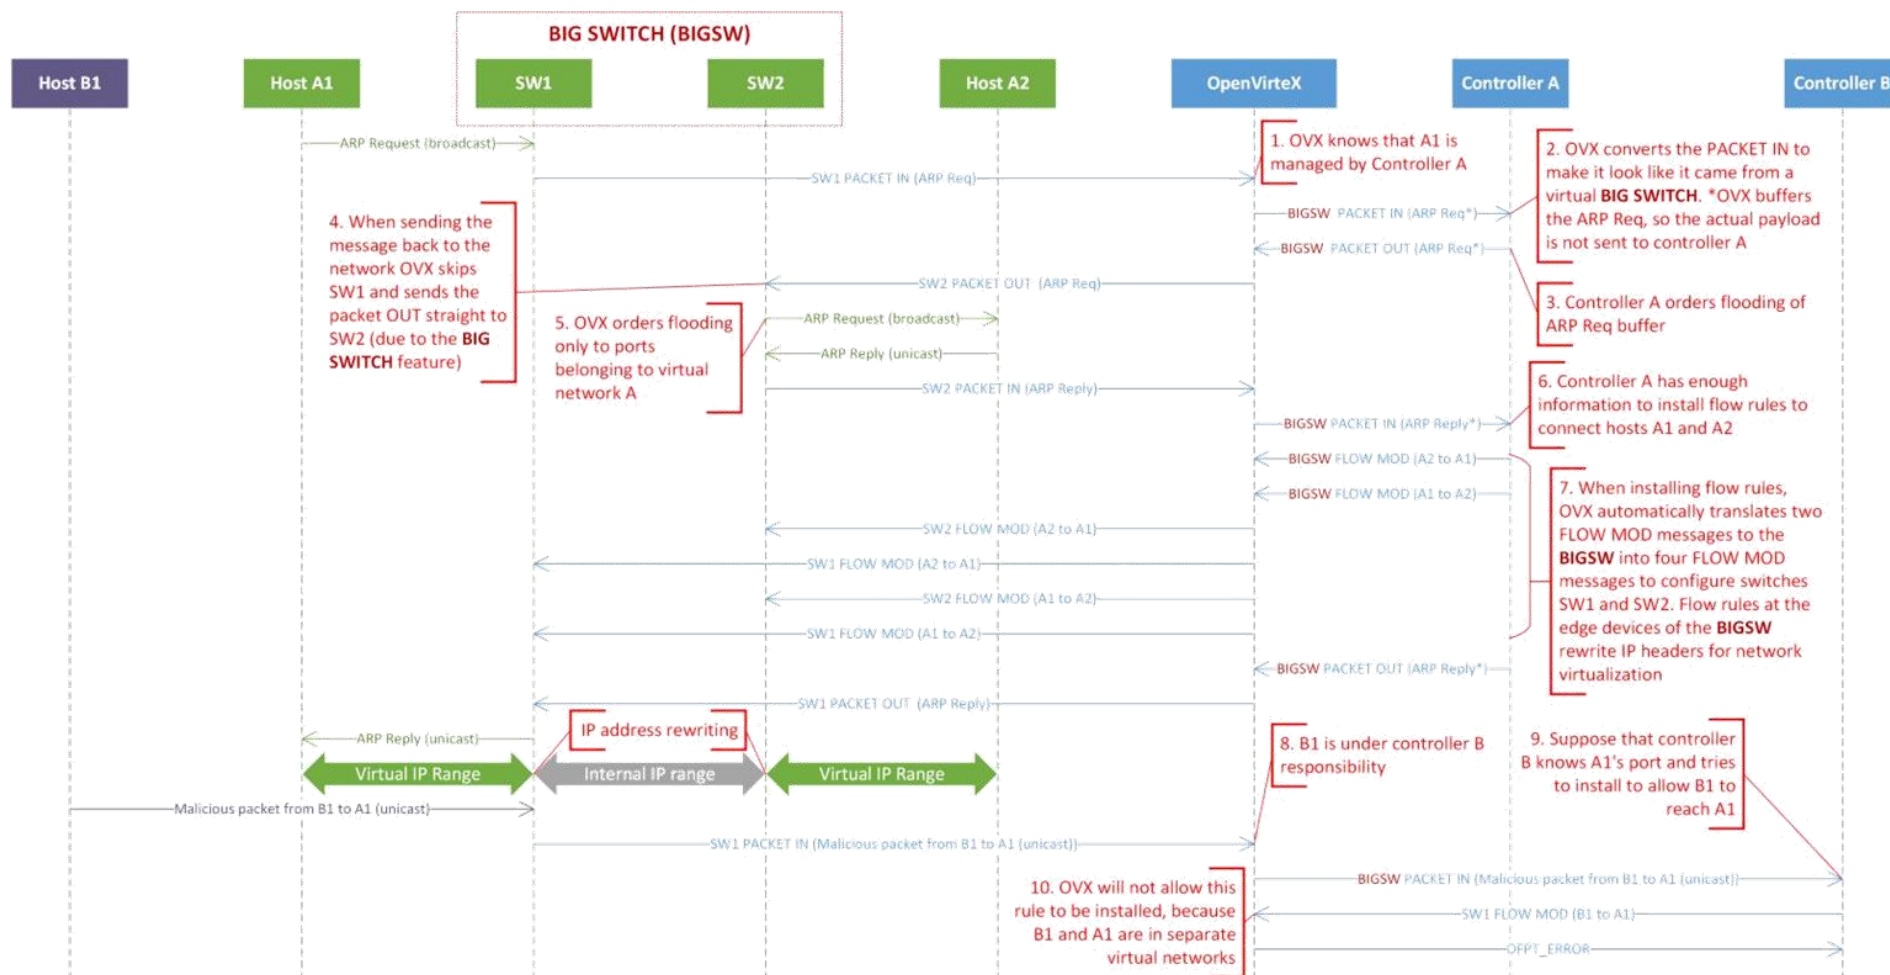 BIG SWITCH (BIGSW)
Host B1
Host A1
SW1
SW2
Host A2
OpenVirteX
Controller A
Controller B
ARP Request (broadcast)
1. OVX knows that A1 is
managed by Controller A
2. OVX converts the PACKET IN to
make it look like it came from a
virtual BIG SWITCH. *OVX buffers
the ARP Req, so the actual payload
is not sent to controller A
SW1 PACKET IN (ARP Req)
BIGSW PACKET IN (ARP Req*)
4. When sending the
message back to the
network OVX skips
SW1 and sends the
packet OUT straight to
SW2 (due to the BIG
SWITCH feature)
BIGSW PACKET OUT (ARP Req*)
SW2 PACKET OUT (ARP Req)
3. Controller A orders flooding of
ARP Req buffer
5. OVX orders flooding
only to ports
belonging to virtual
network A
ARP Request (broadcast)
ARP Reply (unicast)
SW2 PACKET IN (ARP Reply)
6. Controller A has enough
information to install flow rules to
connect hosts A1 and A2
BIGSW PACKET IN (ARP Reply*)
BIGSW FLOW MOD (A2 to A1)
BIGSW FLOW MOD (A1 to A2)
7. When installing flow rules,
OVX automatically translates two
FLOW MOD messages to the
BIGSW into four FLOW MOD
messages to configure switches
SW1 and SW2. Flow rules at the
edge devices of the BIGSW
rewrite IP headers for network
virtualization
SW2 FLOW MOD (A2 to A1)
SW1 FLOW MOD (A2 to A1)
SW2 FLOW MOD (A1 to A2)
SW1 FLOW MOD (A1 to A2)
BIGSW PACKET OUT (ARP Reply*)
SW1 PACKET OUT (ARP Reply)
IP address rewriting
ARP Reply (unicast)
Virtual IP Range
Internal IP range
Virtual IP Range
8. B1 is under controller B
responsibility
9. Suppose that controller
B knows A1's port and tries
to install to allow B1 to
reach A1
Malicious packet from B1 to A1 (unicast)
SW1 PACKET IN (Malicious packet from B1 to A1 (unicast))
BIGSW PACKET IN (Malicious packet from B1 to A1 (unicast))
10. OVX will not allow this
rule to be installed, because
B1 and A1 are in separate
virtual networks
SW1 FLOW MOD (B1 to A1)
OFPT_ERROR